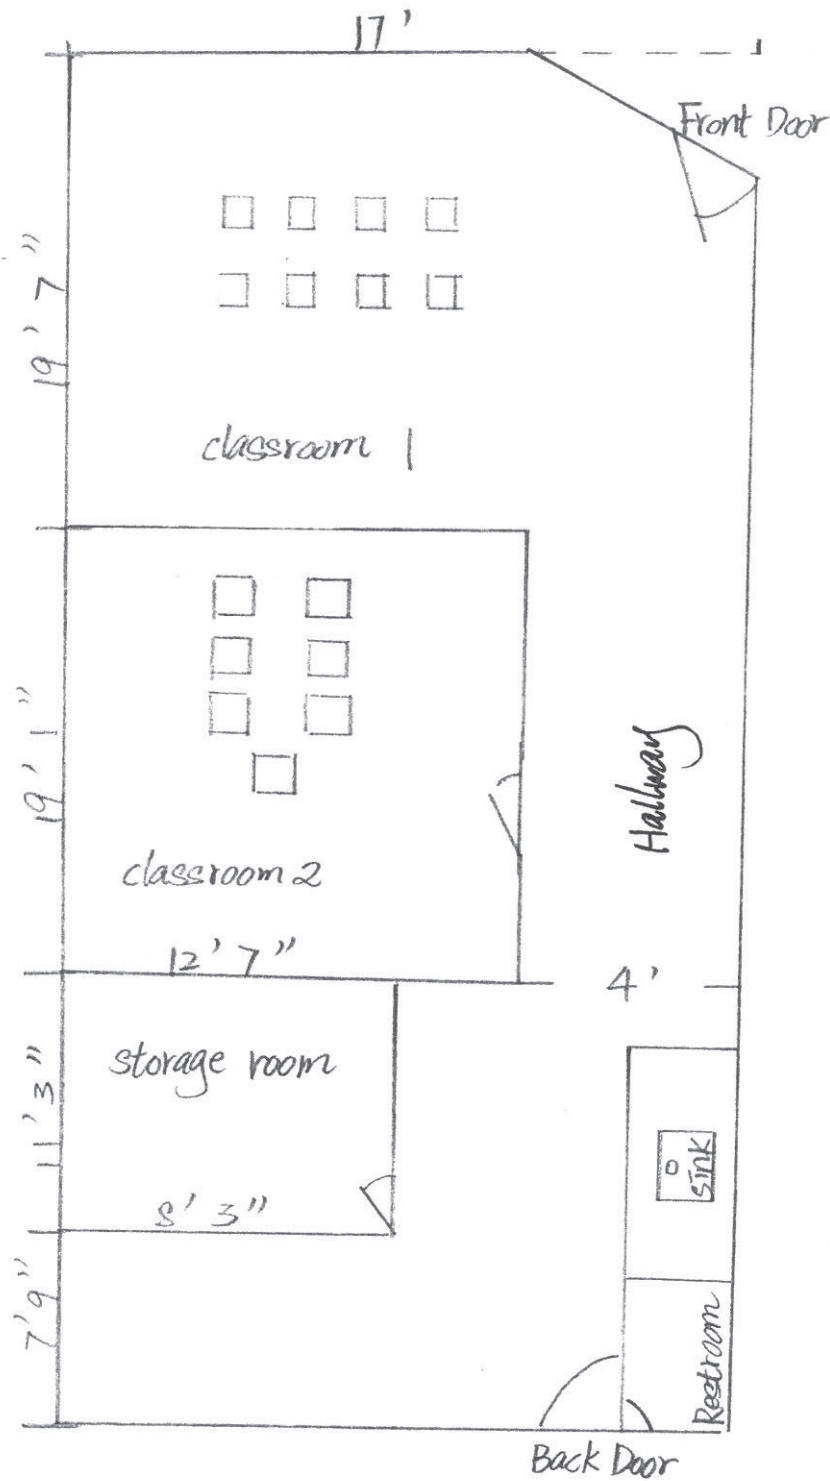 17'
Front Door
19' 7"
classroom 1
19' 1"
Hallway
classroom 2
12' 7"
4'
storage room
11' 3"
sink
8' 3"
7' 9"
Restroom
Back Door